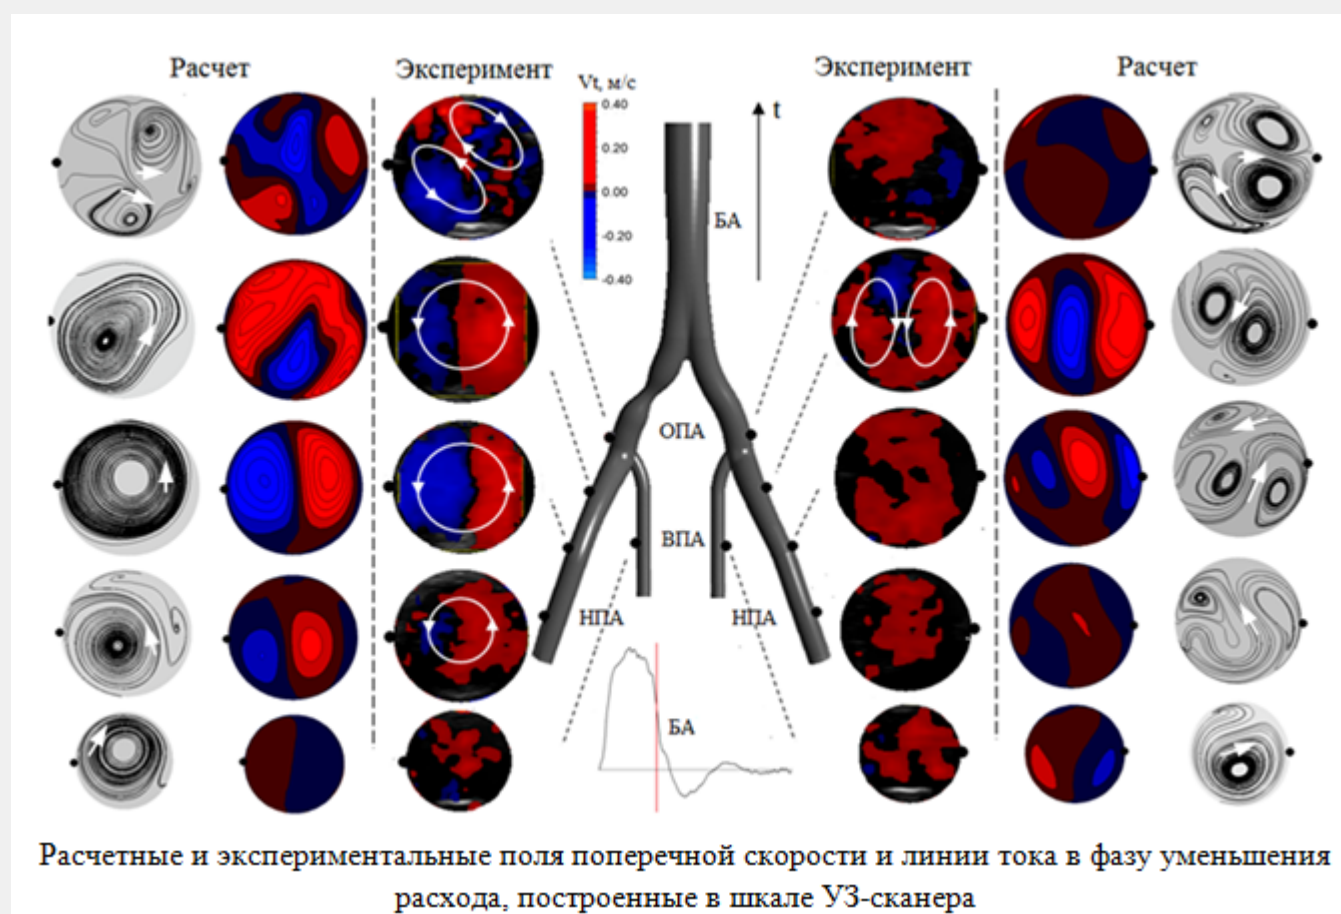 Расчет
Эксперимент
Vt, м/с
0.40
0.20
0.00
-0.20
-0.40
t
Эксперимент
Расчет
БА
ОПА
ВПА
НПА
НПА
БА
Расчетные и экспериментальные поля поперечной скорости и линии тока в фазу уменьшения
расхода, построенные в шкале УЗ-сканера